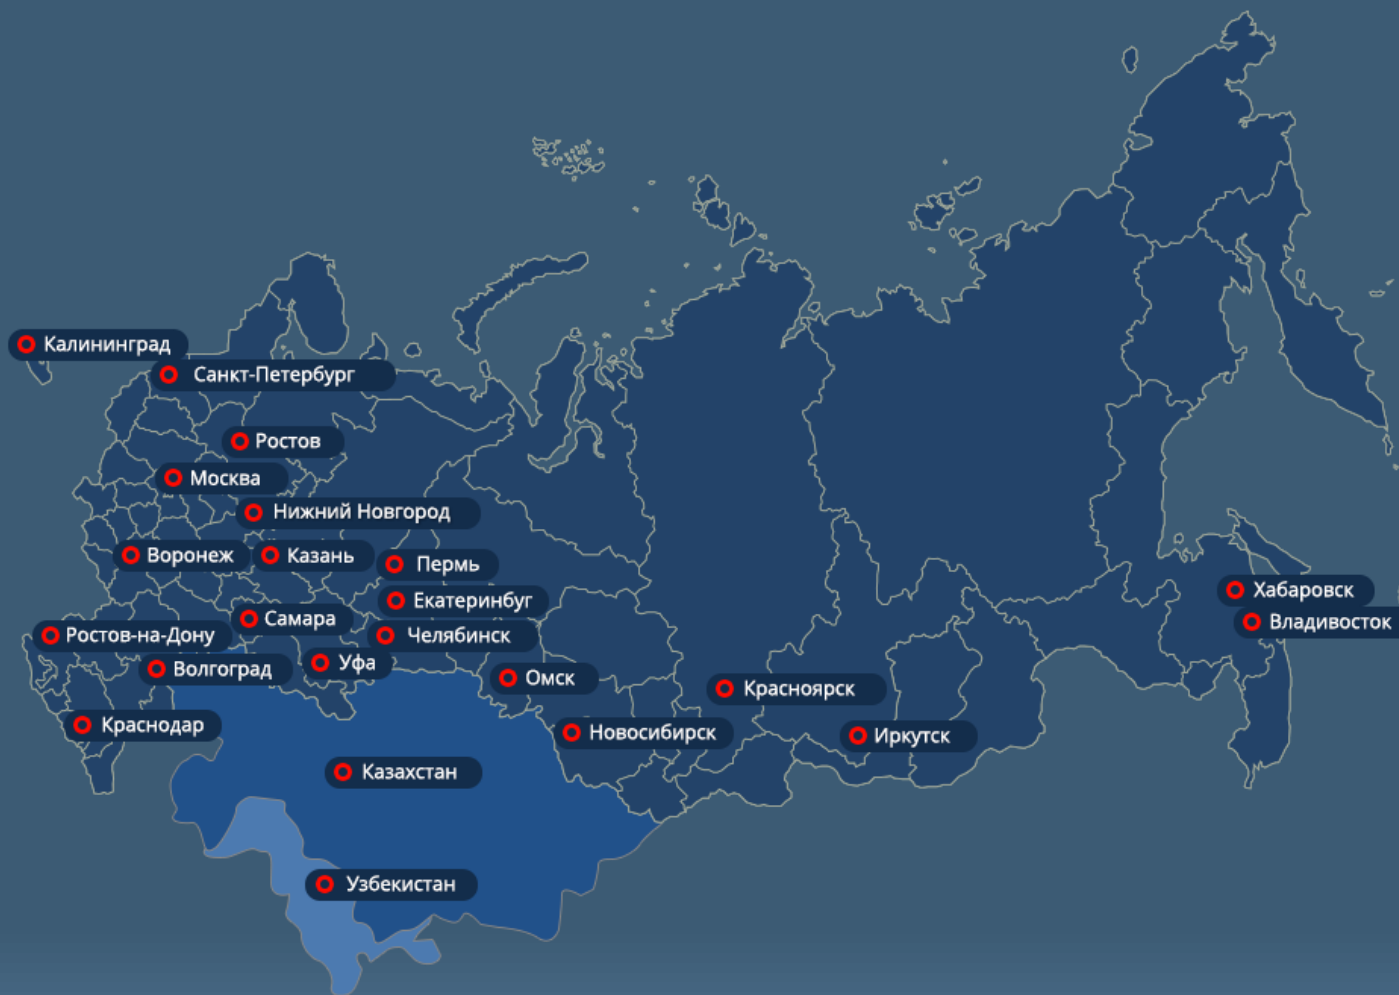 Калининград
Санкт-Петербург
Ростов
Москва
Нижний Новгород
Воронеж
Казань
Пермь
Екатеринбуг
Хабаровск
Самара
Владивосток
Ростов-на-Дону
Челябинск
Уфа
Волгоград
Омск
Красноярск
Краснодар
Новосибирск
Иркутск
Казахстан
Узбекистан